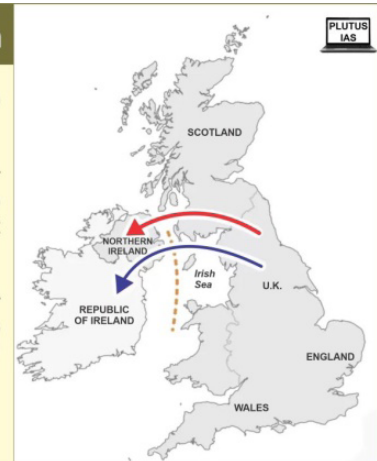 PLUTUS
IAS
SCOTLAND
NORTHERN
IRELAND
Irish
Sea
U.K.
REPUBLIC
OF IRELAND
ENGLAND
WALES